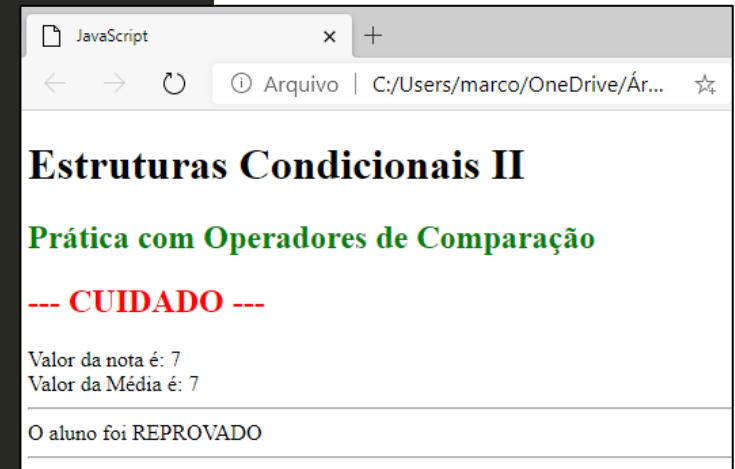 JavaScript
Arquivo | C:/Users/marco/OneDrive/Ár...
Estruturas Condicionais II
Prática com Operadores de Comparação
--- CUIDADO ---
Valor da nota é: 7
Valor da Média é: 7
O aluno foi REPROVADO